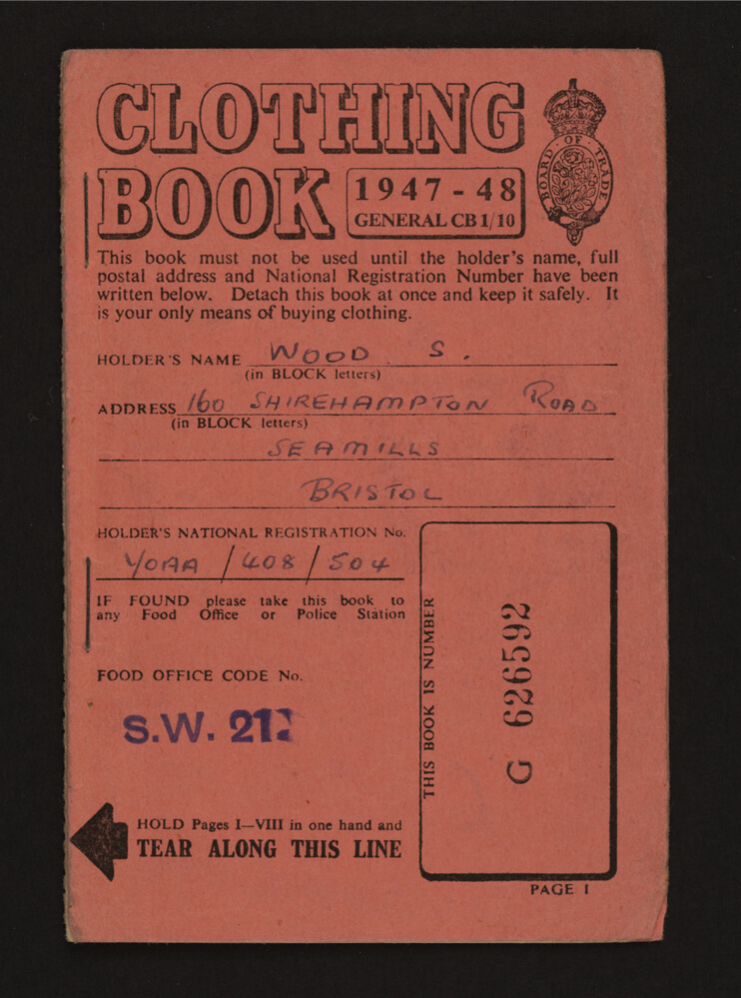 CLOTHING
BOOK
1947 - 48
GENERAL CB 1/10
BOARD · OF · TRADE
This book must not be used until the holder's name, full
postal address and National Registration Number have been
written below. Detach this book at once and keep it safely. It
is your only means of buying clothing.
HOLDER'S NAME WOOD S.
(in BLOCK letters)
ADDRESS 160 SHIREHAMPTON ROAD
(in BLOCK letters)
SEAMILLS
BRISTOL
HOLDER'S NATIONAL REGISTRATION No.
YOAA / 408 / 504
IF FOUND please take this book to
any Food Office or Police Station
FOOD OFFICE CODE No.
S.W. 21
THIS BOOK IS NUMBER
G 626592
HOLD Pages I—VIII in one hand and
TEAR ALONG THIS LINE
PAGE I